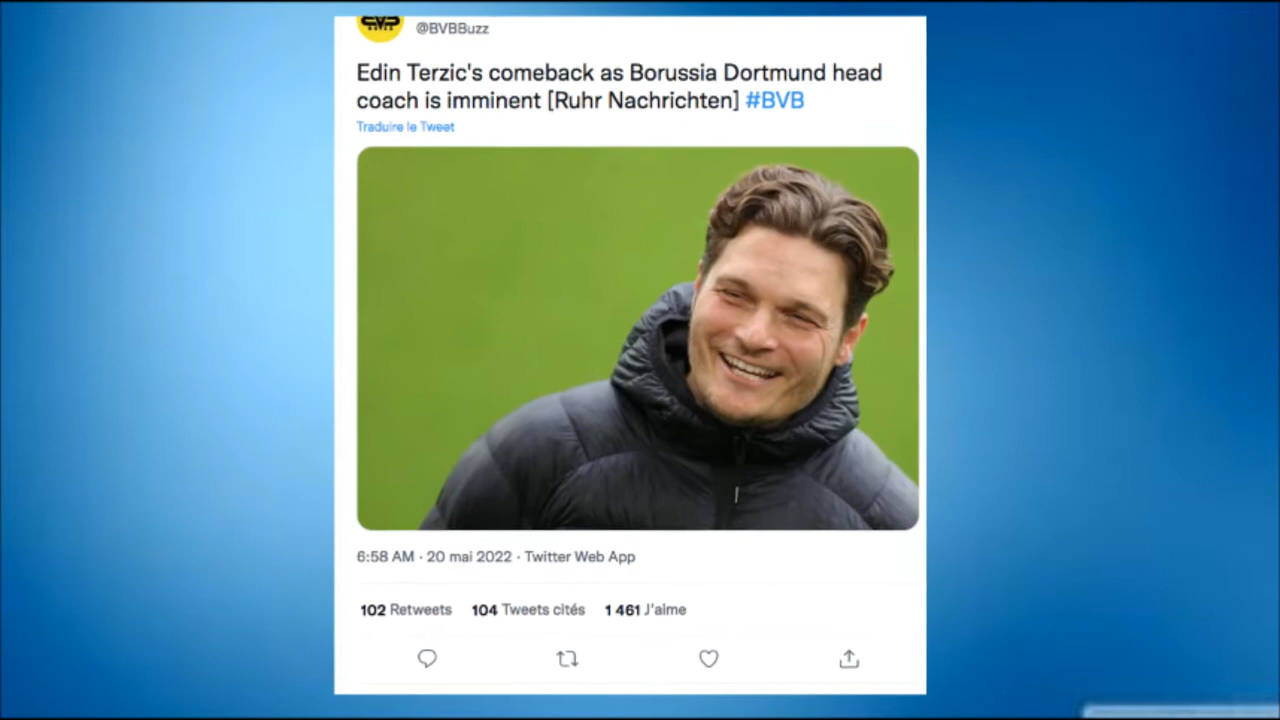 @BVBBuzz
Edin Terzic's comeback as Borussia Dortmund head
coach is imminent [Ruhr Nachrichten] #BVB
Traduire le Tweet
6:58 AM · 20 mai 2022 · Twitter Web App
102 Retweets 104 Tweets cités 1 461 J'aime